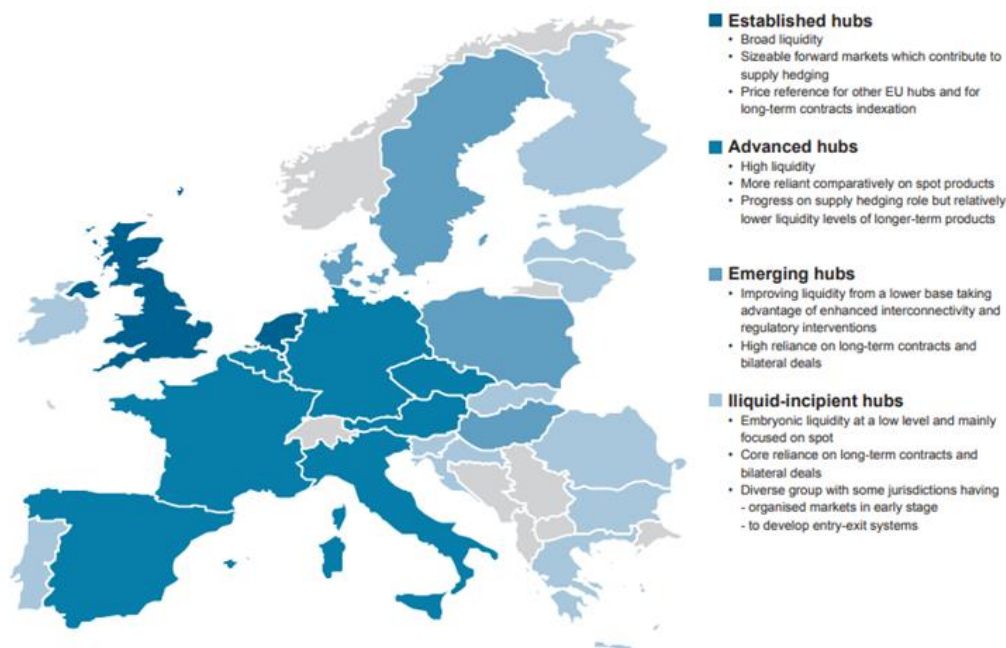 Established hubs
• Broad liquidity
• Sizeable forward markets which contribute to
supply hedging
• Price reference for other EU hubs and for
long-term contracts indexation
Advanced hubs
• High liquidity
• More reliant comparatively on spot products
• Progress on supply hedging role but relatively
lower liquidity levels of longer-term products
Emerging hubs
• Improving liquidity from a lower base taking
advantage of enhanced interconnectivity and
regulatory interventions
• High reliance on long-term contracts and
bilateral deals
Iliquid-incipient hubs
• Embryonic liquidity at a low level and mainly
focused on spot
• Core reliance on long-term contracts and
bilateral deals
• Diverse group with some jurisdictions having
- organised markets in early stage
- to develop entry-exit systems